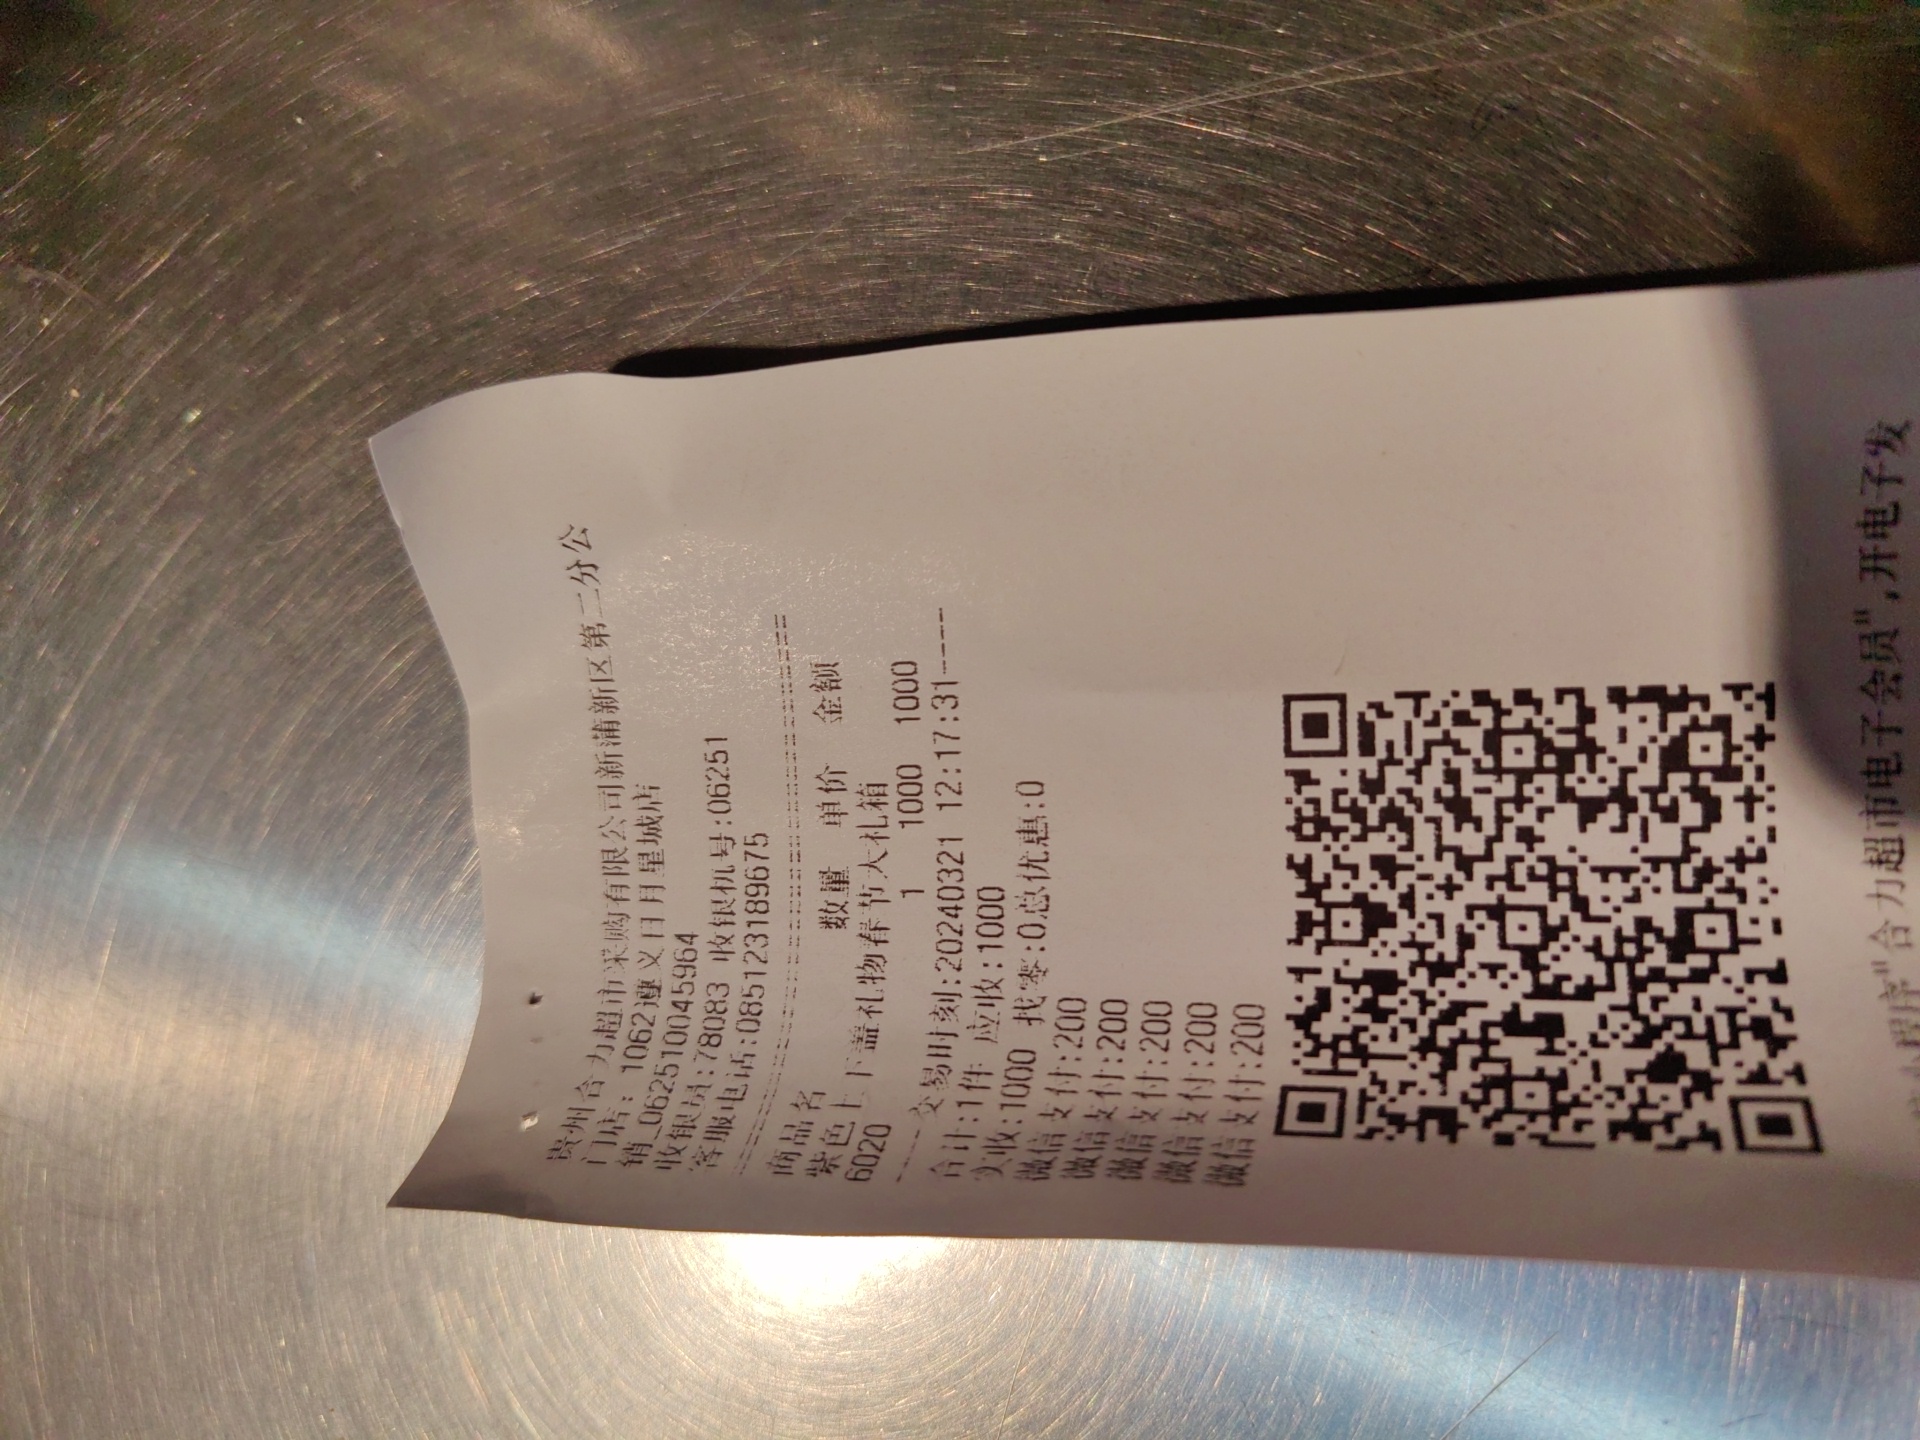 贵州合力超市采购有限公司新蒲新区第二分公
门店: 1062遵义日月星城店
销_0625100045964
收银员:78083 收银机号:06251
客服电话:085123189675
商品名 数量 单价 金额
紫色上下盖礼物春节大礼箱
6020 1 1000 1000
-----交易时刻:20240321 12:17:31-----
合计:1件 应收:1000
实收:1000 找零:0总优惠:0
微信支付:200
微信支付:200
微信支付:200
微信支付:200
微信支付:200
小程序"合力超市电子会员",开电子发